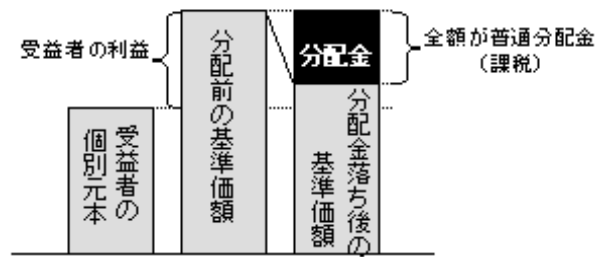 受益者の利益
受益者の
個別元本
分配前の基準価額
分配金
分配金落ち後の
基準価額
全額が普通分配金
（課税）